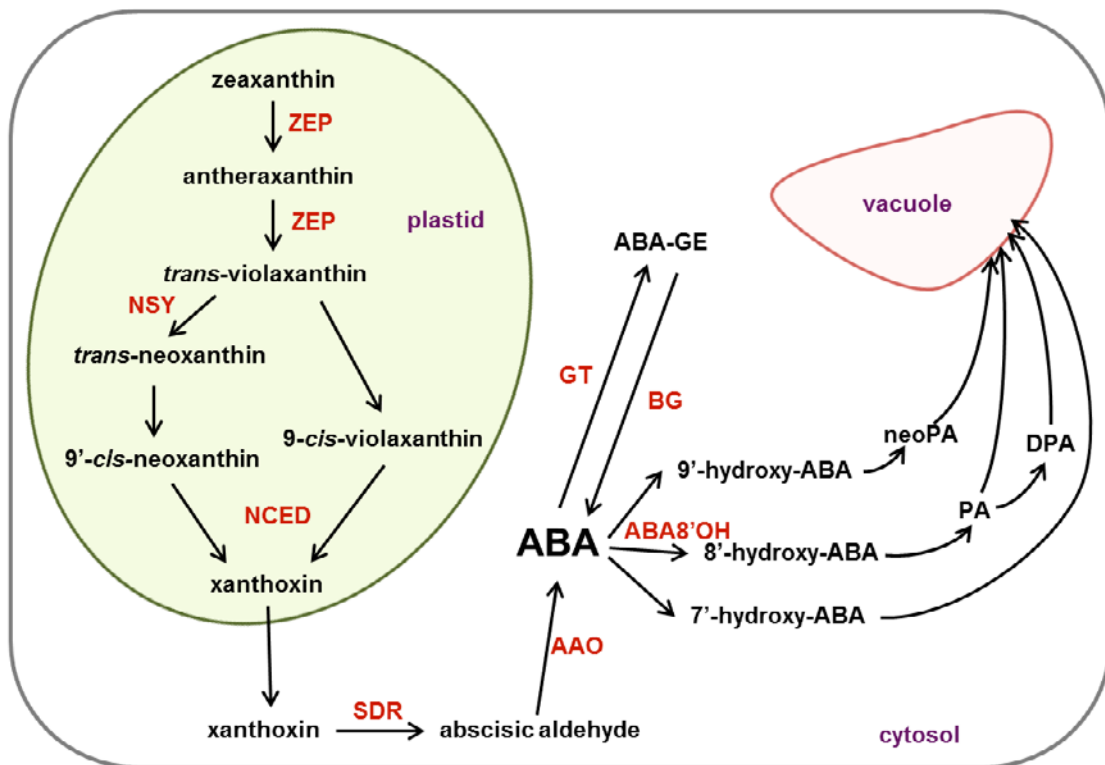 zeaxanthin
ZEP
antheraxanthin
ZEP
plastid
trans-violaxanthin
NSY
trans-neoxanthin
9'-cis-neoxanthin
9-cis-violaxanthin
NCED
xanthoxin
xanthoxin
SDR
abscisic aldehyde
AAO
ABA
GT
BG
ABA-GE
9'-hydroxy-ABA
neoPA
ABA8'OH
8'-hydroxy-ABA
PA
DPA
7'-hydroxy-ABA
vacuole
cytosol